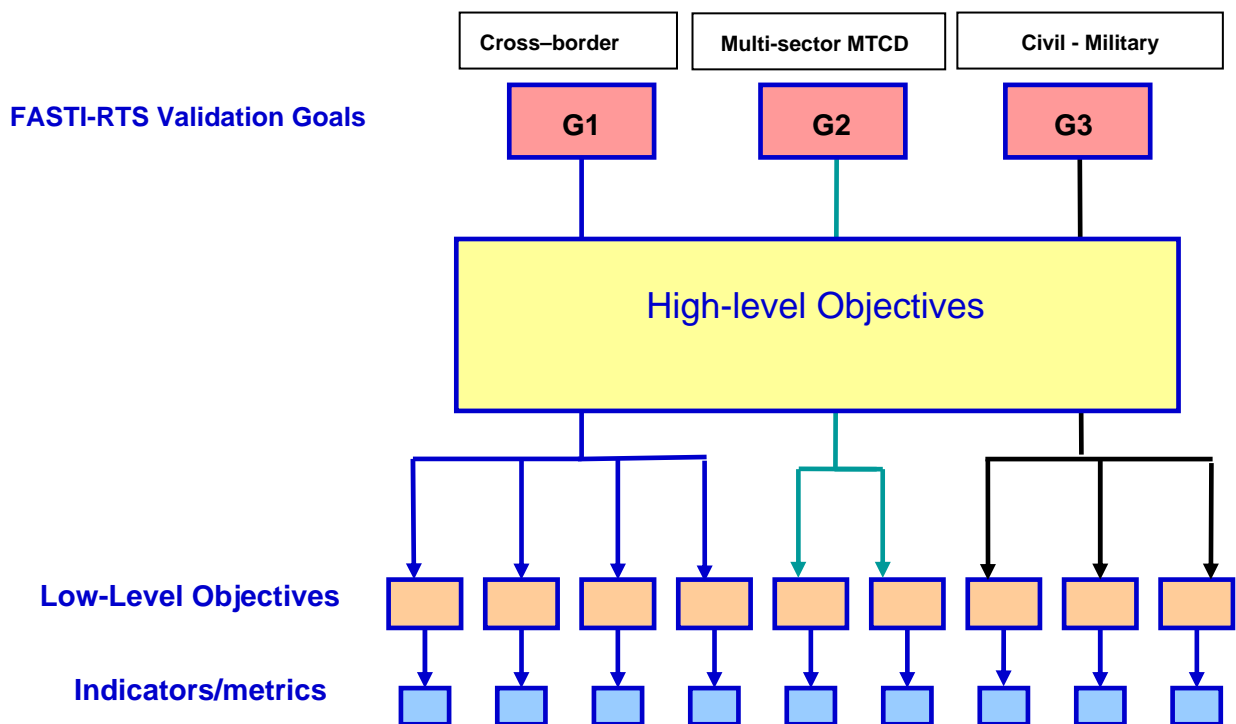 Cross–border
Multi-sector MTCD
Civil - Military
FASTI-RTS Validation Goals
G1
G2
G3
High-level Objectives
Low-Level Objectives
Indicators/metrics